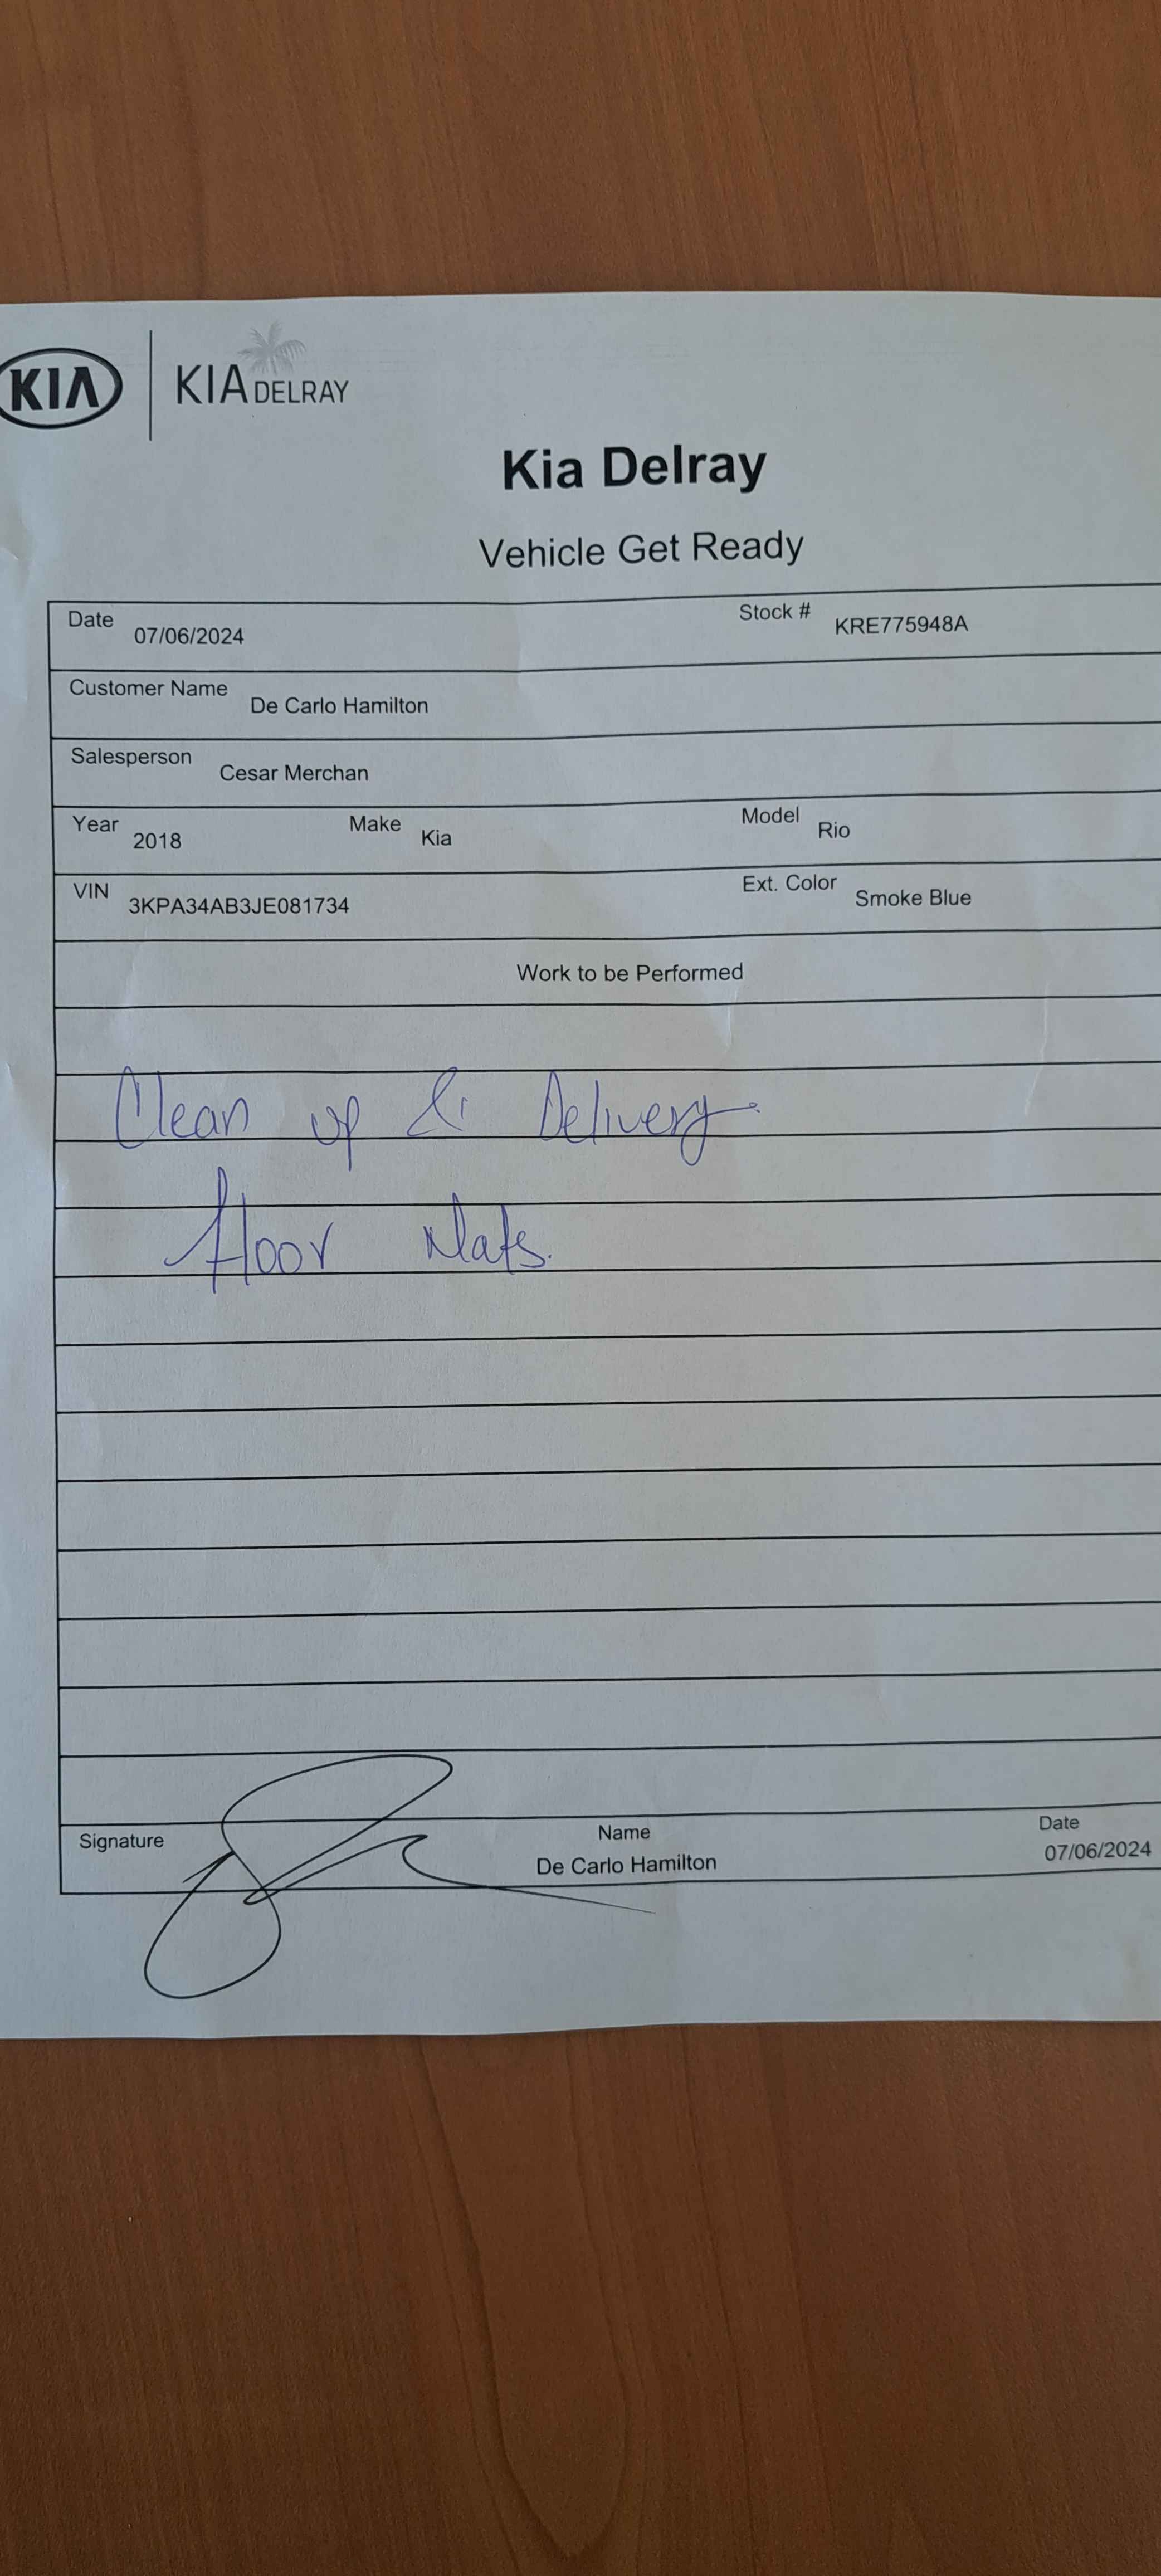 KIA KIA DELRAY
Kia Delray
Vehicle Get Ready
Date 07/06/2024 Stock # KRE775948A
Customer Name De Carlo Hamilton
Salesperson Cesar Merchan
Year 2018 Make Kia Model Rio
VIN 3KPA34AB3JE081734 Ext. Color Smoke Blue
Work to be Performed
Clean up & Delivery
floor Mats.
Signature Name De Carlo Hamilton Date 07/06/2024